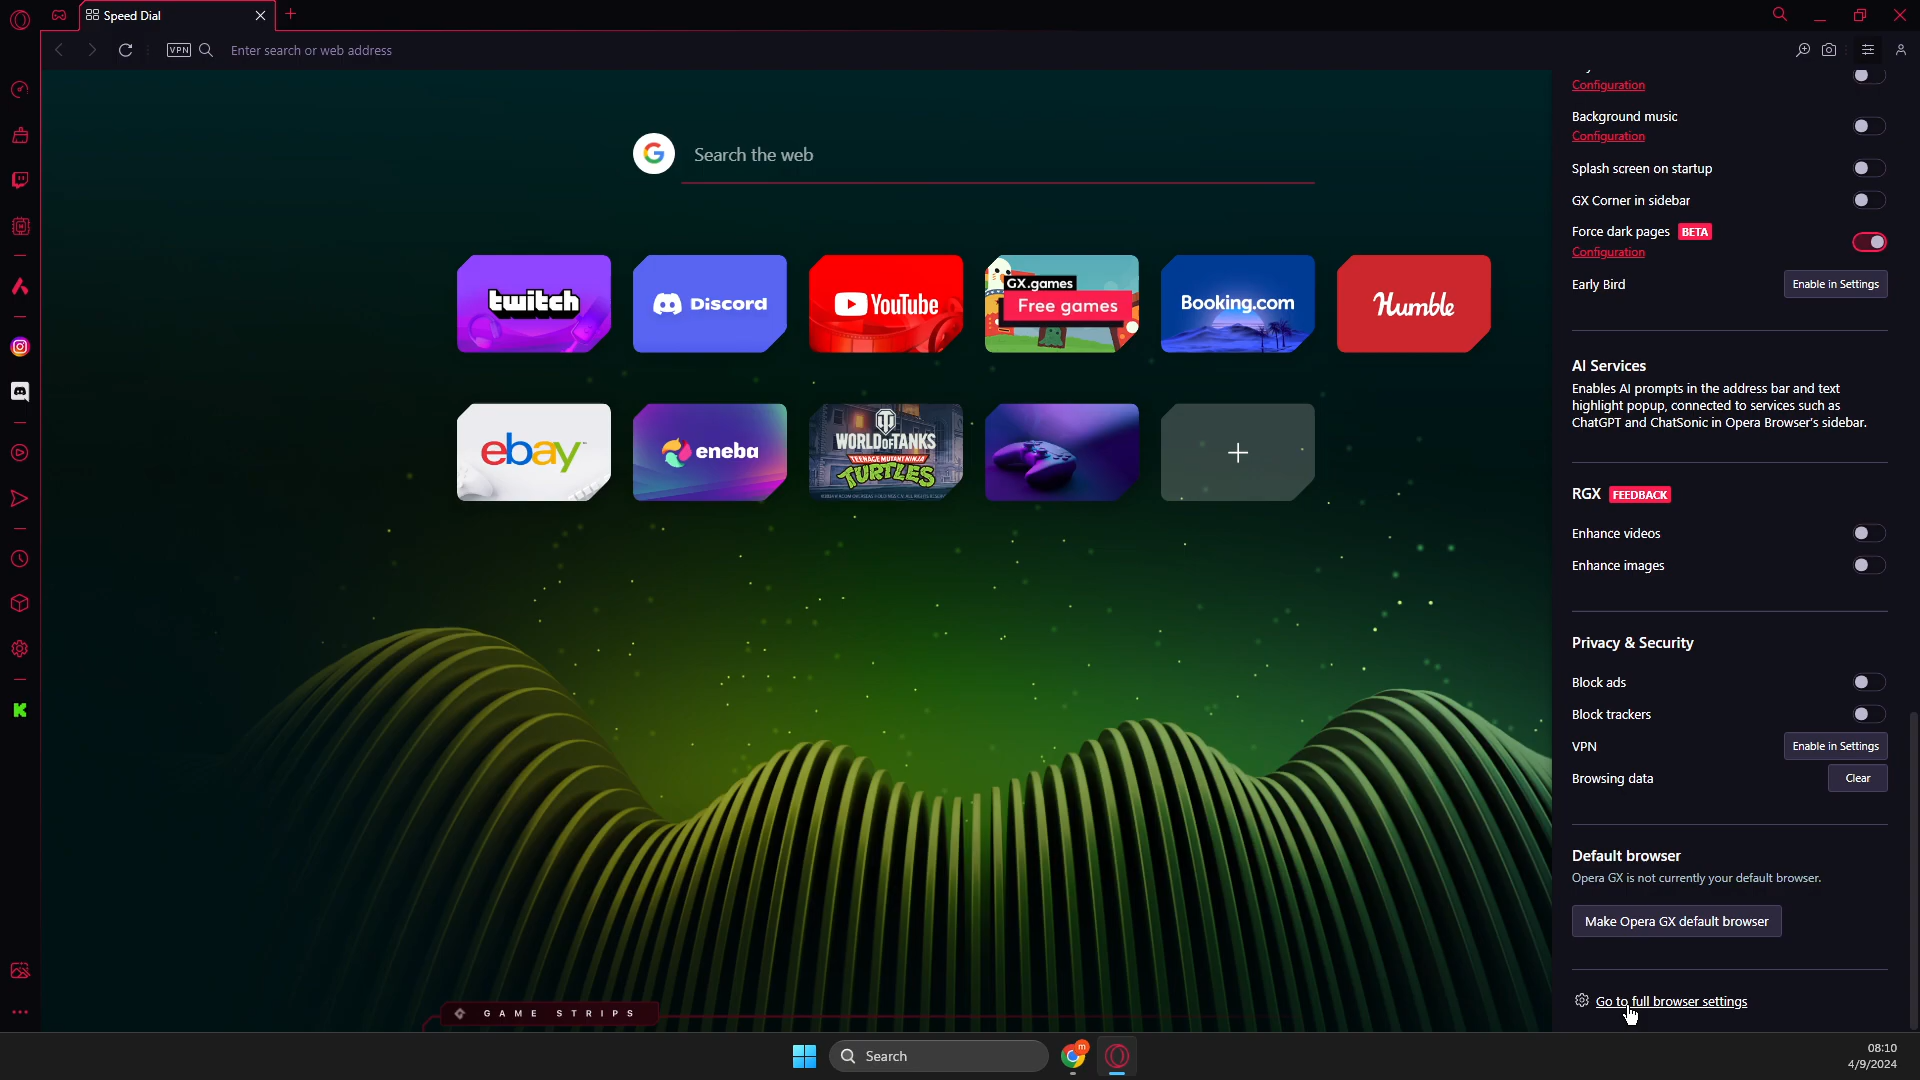 Speed Dial
VPN
Enter search or web address
Search the web
twitch
Discord
YouTube
GX.games
Free games
Booking.com
Humble
ebay
eneba
WORLD OF TANKS
TEENAGE MUTANT NINJA
TURTLES
GAME STRIPS
Configuration
Background music
Configuration
Splash screen on startup
GX Corner in sidebar
Force dark pages BETA
Configuration
Early Bird Enable in Settings
AI Services
Enables AI prompts in the address bar and text
highlight popup, connected to services such as
ChatGPT and ChatSonic in Opera Browser's sidebar.
RGX FEEDBACK
Enhance videos
Enhance images
Privacy & Security
Block ads
Block trackers
VPN Enable in Settings
Browsing data Clear
Default browser
Opera GX is not currently your default browser.
Make Opera GX default browser
Go to full browser settings
Search
m
08:10
4/9/2024